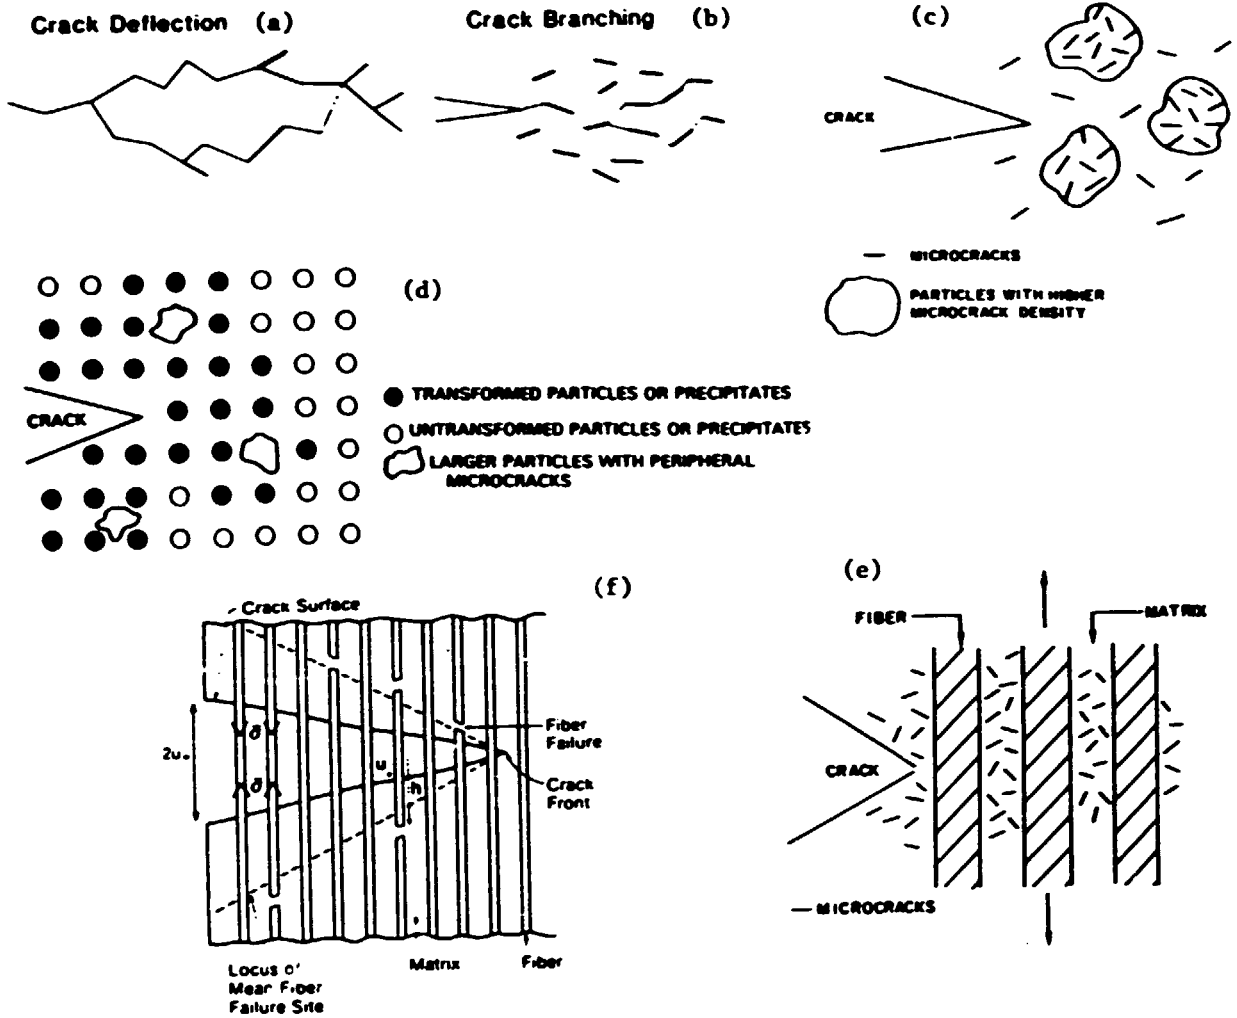 Crack Deflection (a)
Crack Branching (b)
(c)
CRACK
MICROCRACKS
PARTICLES WITH HIGHER
MICROCRACK DENSITY
(d)
CRACK
TRANSFORMED PARTICLES OR PRECIPITATES
UNTRANSFORMED PARTICLES OR PRECIPITATES
LARGER PARTICLES WITH PERIPHERAL
MICROCRACKS
(e)
FIBER
MATRIX
CRACK
MICROCRACKS
(f)
Crack Surface
Fiber
Failure
Crack
Front
2u
δ
δ
u
h
Locus o'
Mean Fiber
Failure Site
Matrix
Fiber